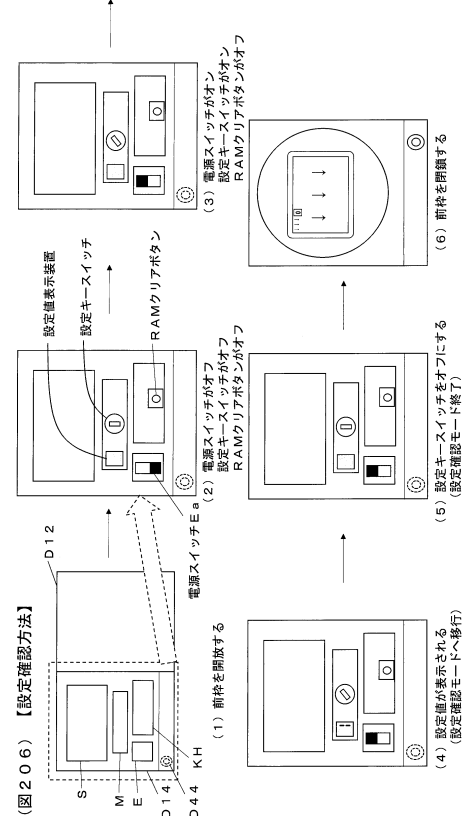 (図206) 【設定確認方法】
D12
S
M
E
D14
D44
KH
(1) 前枠を開放する
設定値表示装置
設定キースイッチ
RAMクリアボタン
電源スイッチEa
(2) 電源スイッチがオフ
設定キースイッチがオフ
RAMクリアボタンがオフ
(3) 電源スイッチがオン
設定キースイッチがオン
RAMクリアボタンがオフ
(4) 設定値が表示される
(設定確認モードへ移行)
(5) 設定キースイッチをオフにする
(設定確認モード終了)
(6) 前枠を閉鎖する